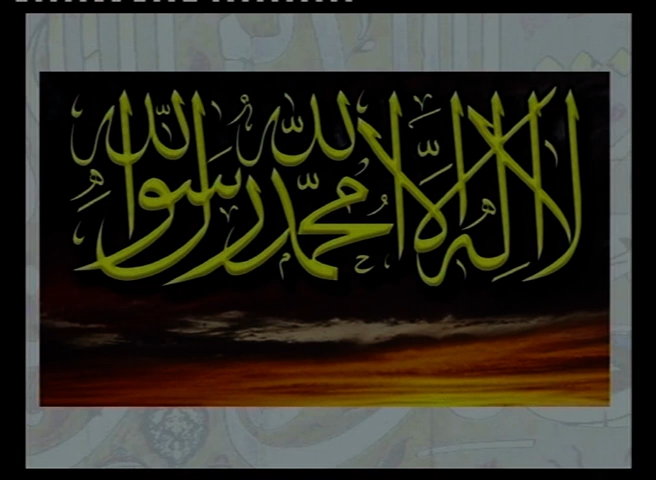 لا إله إلا الله محمد رسول الله